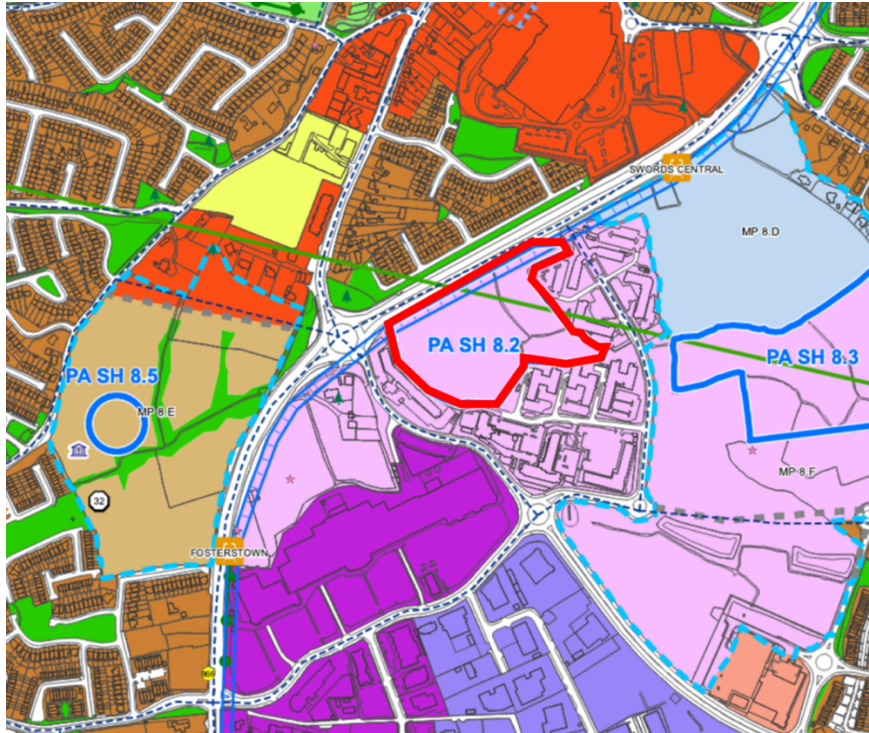 SWORDS CENTRAL
MP 8.D
PA SH 8.2
PA SH 8.3
PA SH 8.5
MP 8.E
MP 8.F
32
FOSTERSTOWN